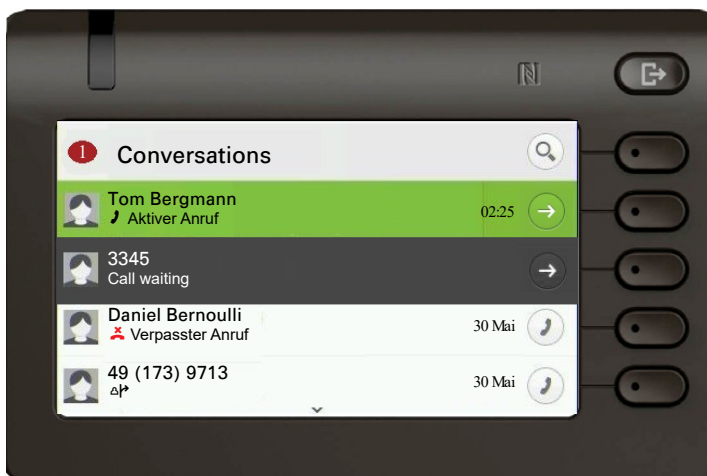 1 Conversations
Tom Bergmann
Aktiver Anruf 02:25
3345
Call waiting
Daniel Bernoulli
Verpasster Anruf 30 Mai
49 (173) 9713 30 Mai